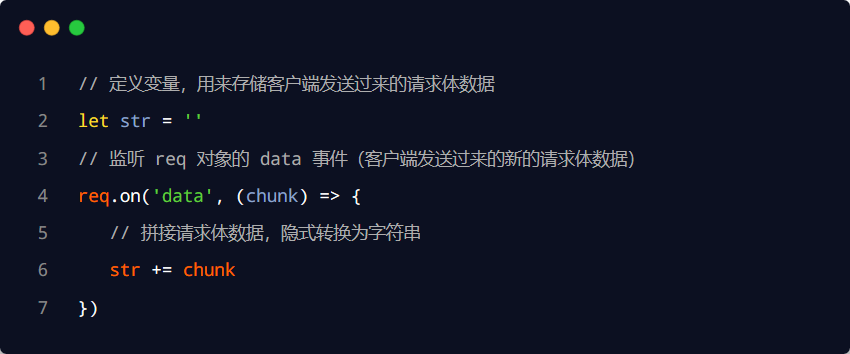 1 // 定义变量，用来存储客户端发送过来的请求体数据
2 let str = ''
3 // 监听 req 对象的 data 事件（客户端发送过来的新的请求体数据）
4 req.on('data', (chunk) => {
5 // 拼接请求体数据，隐式转换为字符串
6 str += chunk
7 })